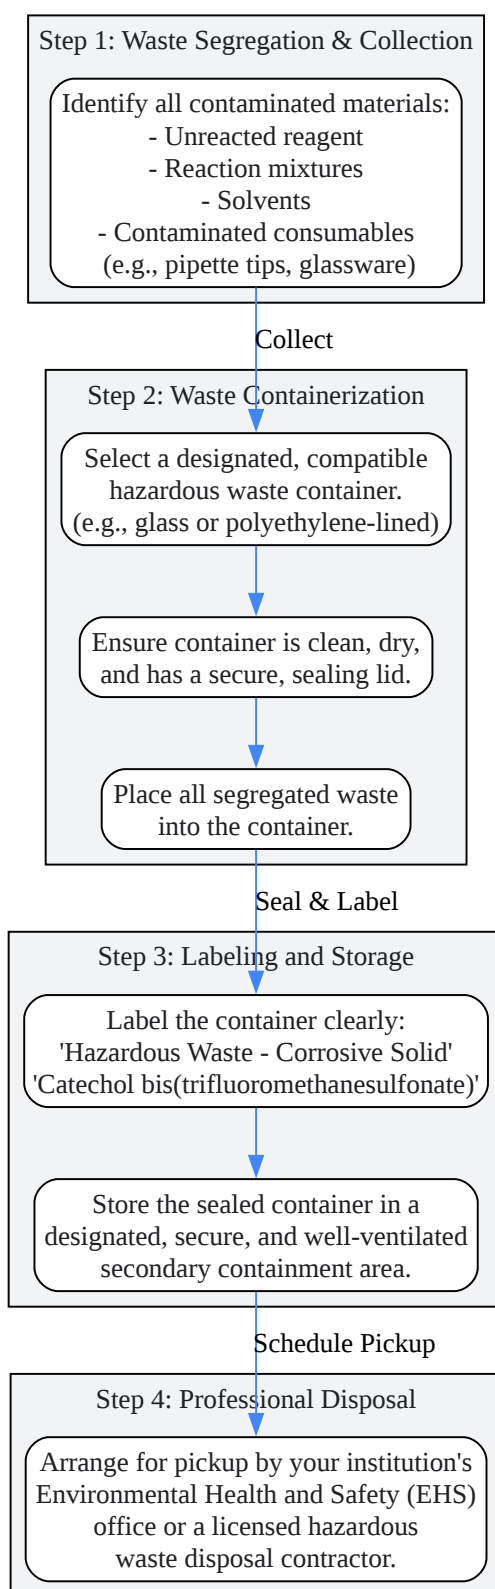 Step 1: Waste Segregation & Collection
Identify all contaminated materials:
- Unreacted reagent
- Reaction mixtures
- Solvents
- Contaminated consumables
(e.g., pipette tips, glassware)
Collect
Step 2: Waste Containerization
Select a designated, compatible
hazardous waste container.
(e.g., glass or polyethylene-lined)
Ensure container is clean, dry,
and has a secure, sealing lid.
Place all segregated waste
into the container.
Seal & Label
Step 3: Labeling and Storage
Label the container clearly:
'Hazardous Waste - Corrosive Solid'
'Catechol bis(trifluoromethanesulfonate)'
Store the sealed container in a
designated, secure, and well-ventilated
secondary containment area.
Schedule Pickup
Step 4: Professional Disposal
Arrange for pickup by your institution's
Environmental Health and Safety (EHS)
office or a licensed hazardous
waste disposal contractor.